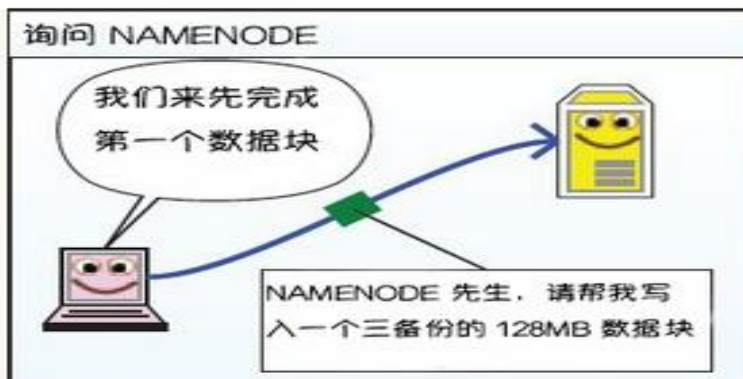 询问 NAMENODE
我们来先完成
第一个数据块
NAMENODE 先生，请帮我写
入一个三备份的 128MB 数据块